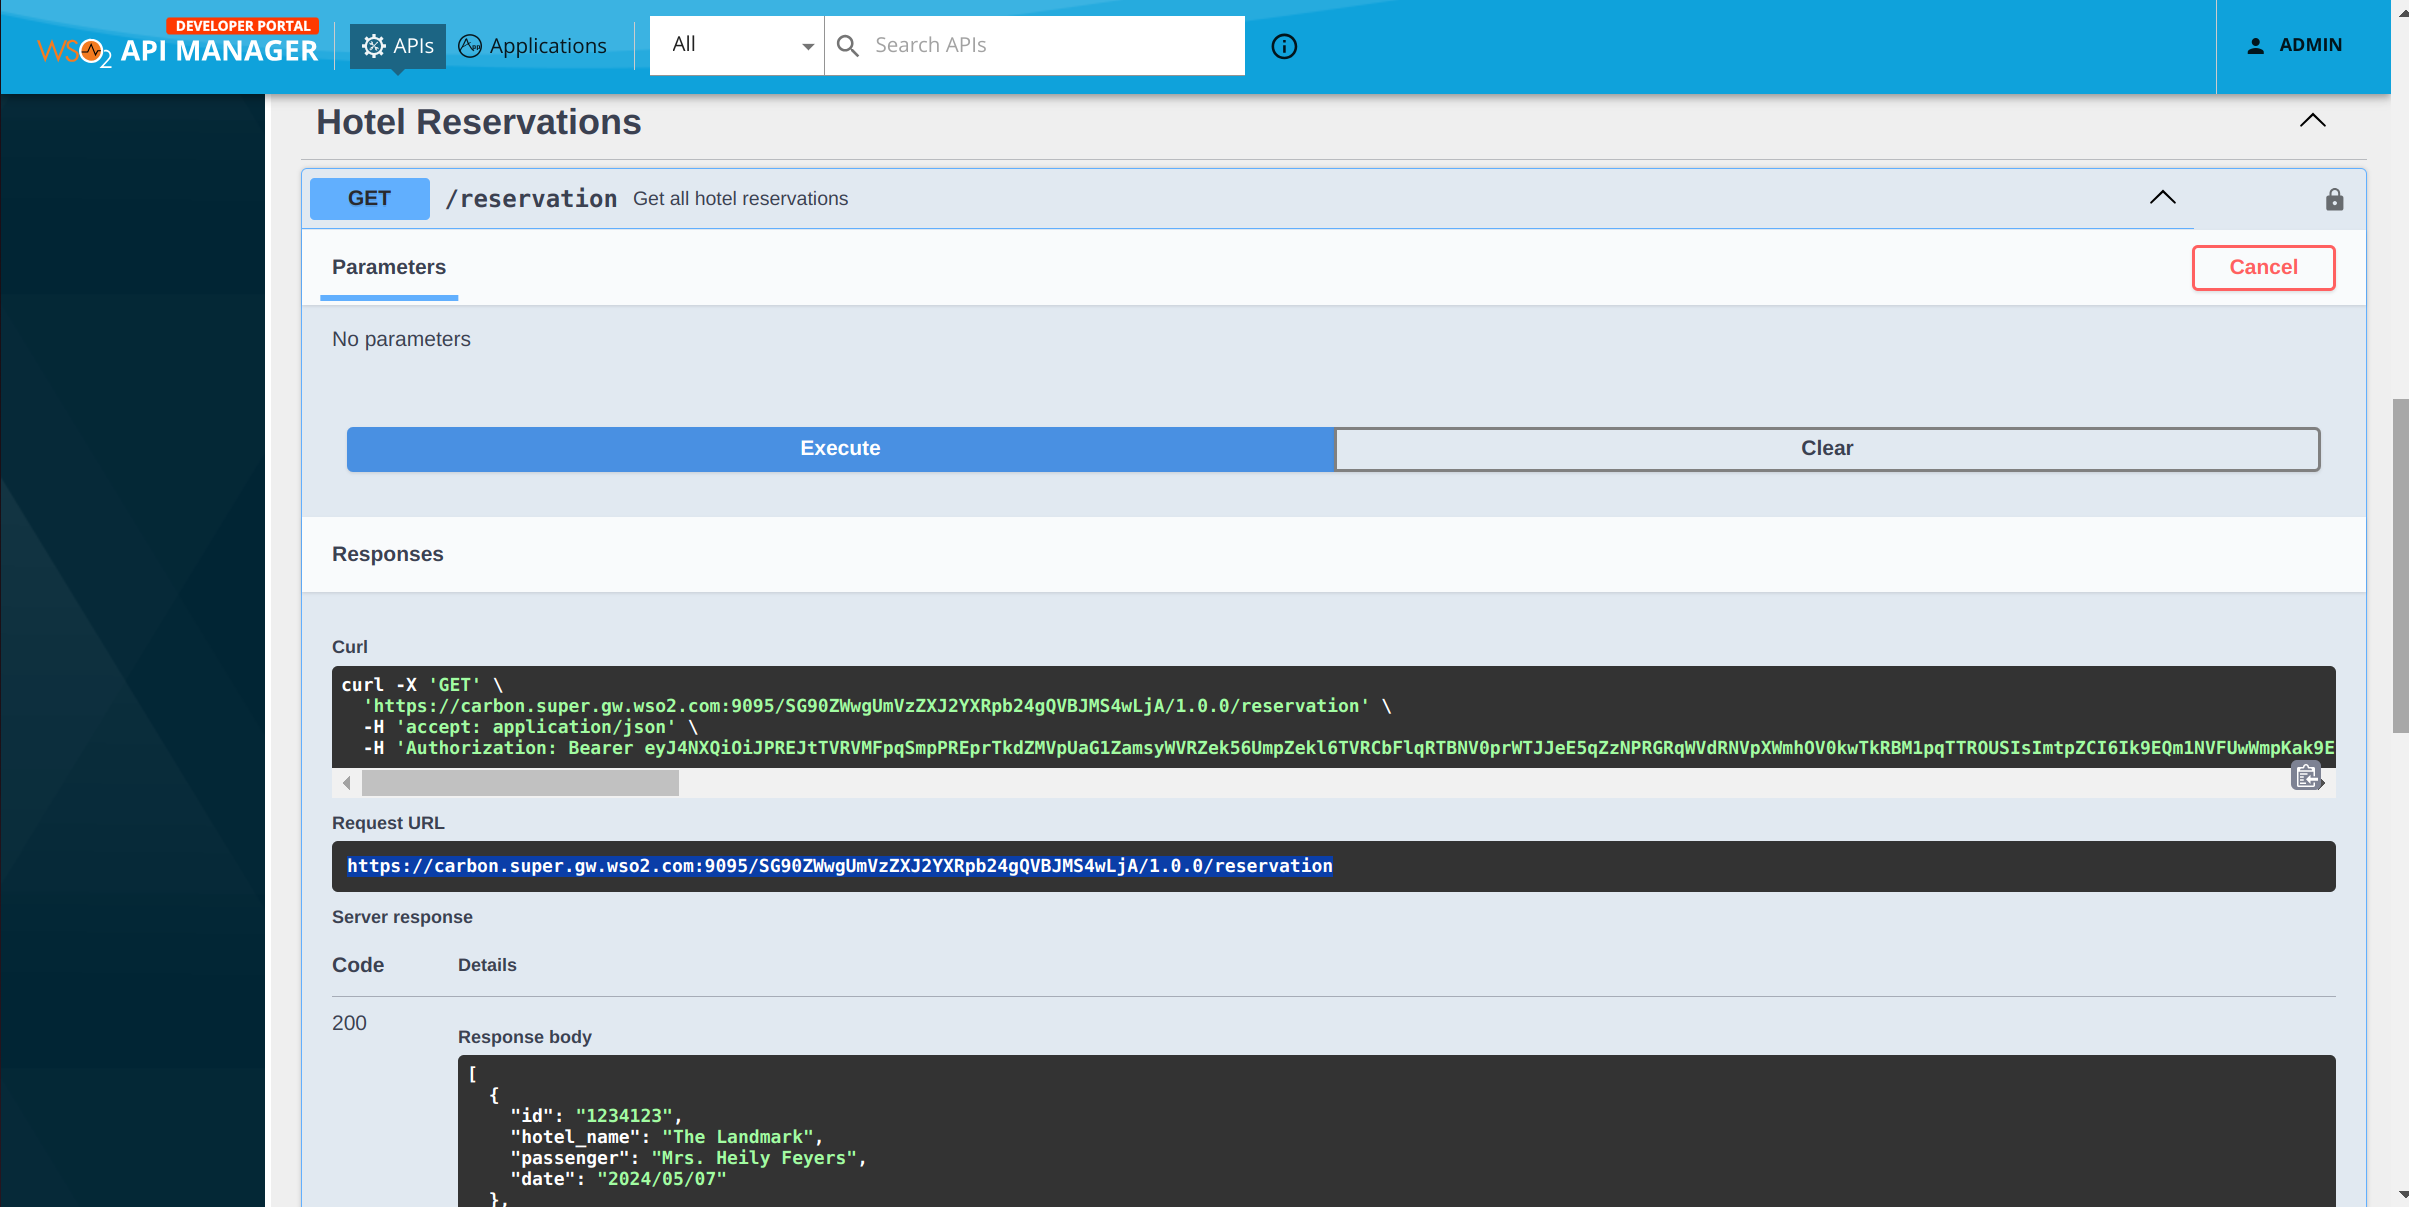 DEVELOPER PORTAL
WSO2 API MANAGER
APIs
Applications
All
Search APIs
ADMIN
Hotel Reservations
GET /reservation Get all hotel reservations
Parameters
Cancel
No parameters
Execute
Clear
Responses
Curl
curl -X 'GET' \
'https://carbon.super.gw.wso2.com:9095/SG90ZWwgUmVzZXJ2YXRpb24gQVBJMS4wLjA/1.0.0/reservation' \
-H 'accept: application/json' \
-H 'Authorization: Bearer eyJ4NXQiOiJPREJtTVRVMFpqSmpPREprTkdZMVpUaG1ZamsyWVRZek56UmpZekl6TVRCbFlqRTBNV0prWTJJeE5qZzNPRGRqWVdRNVpXWmhOV0kwTkRBM1pqTTROUSIsImtpZCI6Ik9EQm1NVFUwWmpKak9E
Request URL
https://carbon.super.gw.wso2.com:9095/SG90ZWwgUmVzZXJ2YXRpb24gQVBJMS4wLjA/1.0.0/reservation
Server response
Code Details
200
Response body
[
{
"id": "1234123",
"hotel_name": "The Landmark",
"passenger": "Mrs. Heily Feyers",
"date": "2024/05/07"
},